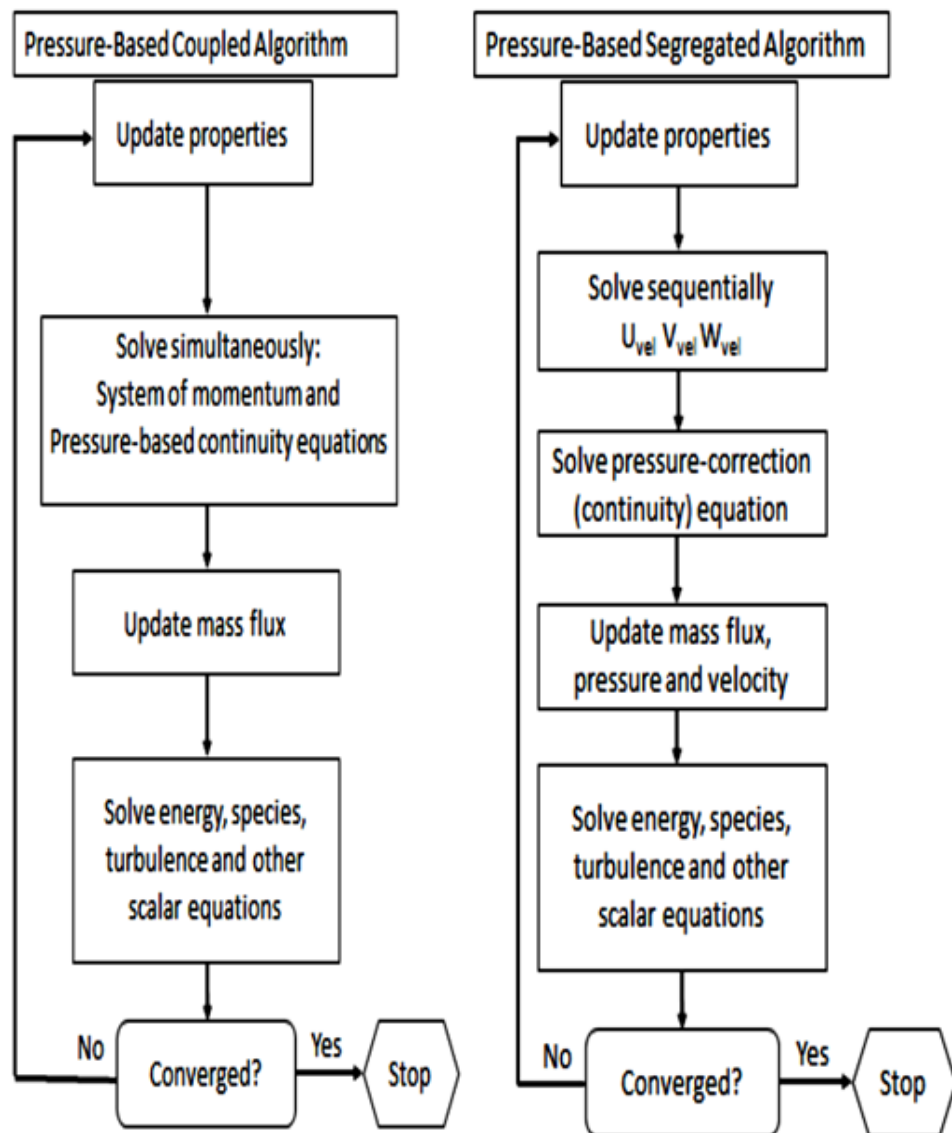 Pressure-Based Coupled Algorithm
Update properties
Solve simultaneously:
System of momentum and
Pressure-based continuity equations
Update mass flux
Solve energy, species,
turbulence and other
scalar equations
No
Converged?
Yes
Stop
Pressure-Based Segregated Algorithm
Update properties
Solve sequentially
Uvel Vvel Wvel
Solve pressure-correction
(continuity) equation
Update mass flux,
pressure and velocity
Solve energy, species,
turbulence and other
scalar equations
No
Converged?
Yes
Stop